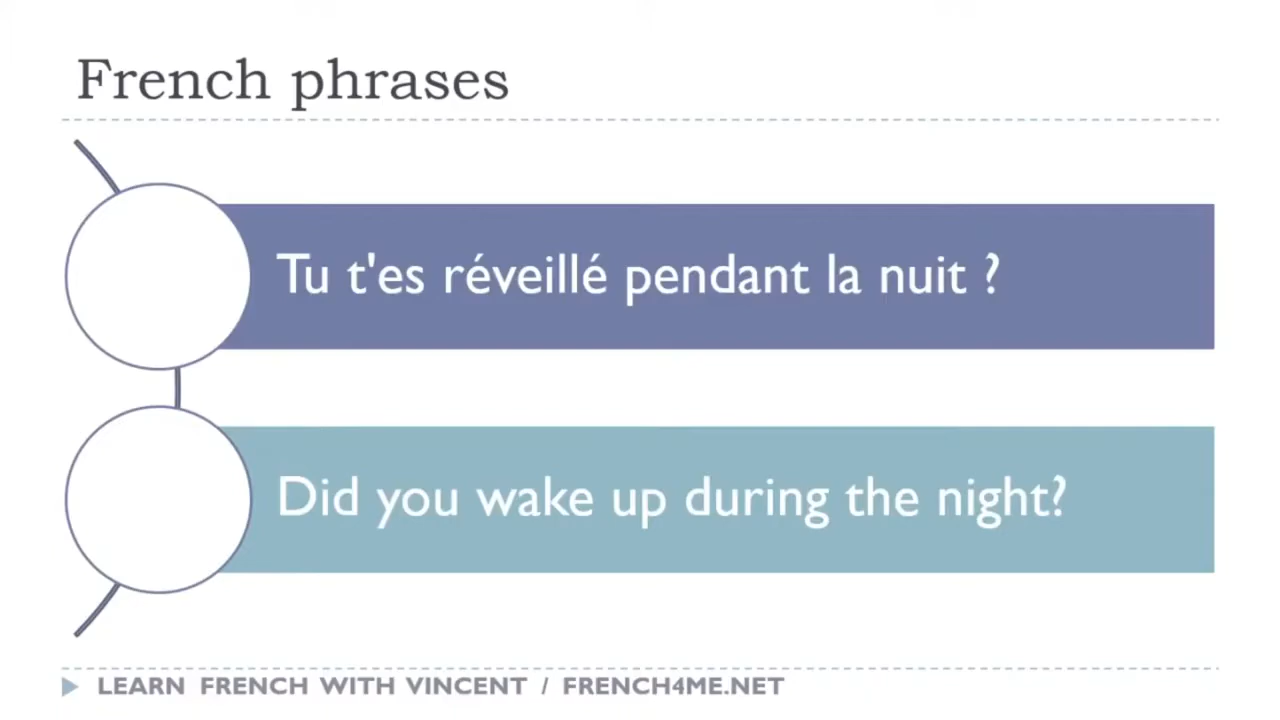 French phrases
Tu t'es réveillé pendant la nuit ?
Did you wake up during the night?
LEARN FRENCH WITH VINCENT / FRENCH4ME.NET